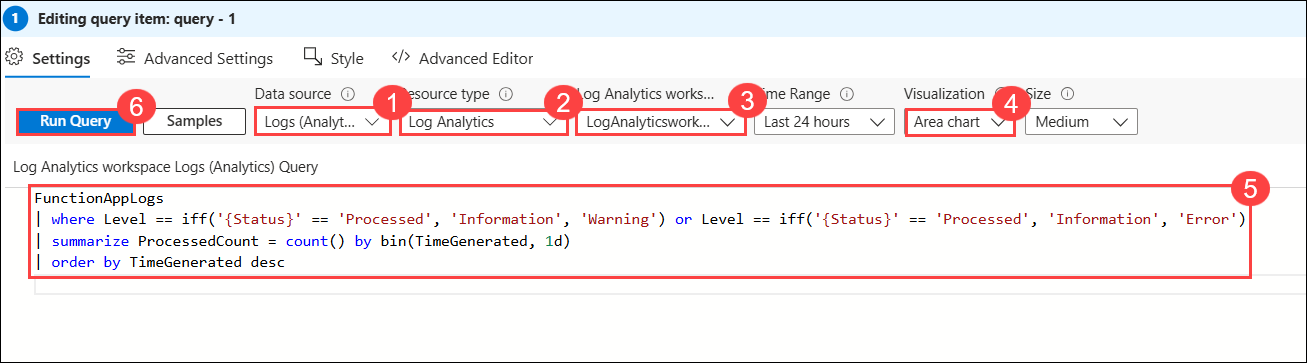 1 Editing query item: query - 1
Settings Advanced Settings Style </> Advanced Editor
Data source 1 Resource type 2 Log Analytics works... 3 Time Range Visualization 4 Size
6 Run Query Samples Logs (Analyt... Log Analytics LogAnalyticswork... Last 24 hours Area chart Medium
Log Analytics workspace Logs (Analytics) Query
5
FunctionAppLogs
| where Level == iff('{Status}' == 'Processed', 'Information', 'Warning') or Level == iff('{Status}' == 'Processed', 'Information', 'Error')
| summarize ProcessedCount = count() by bin(TimeGenerated, 1d)
| order by TimeGenerated desc